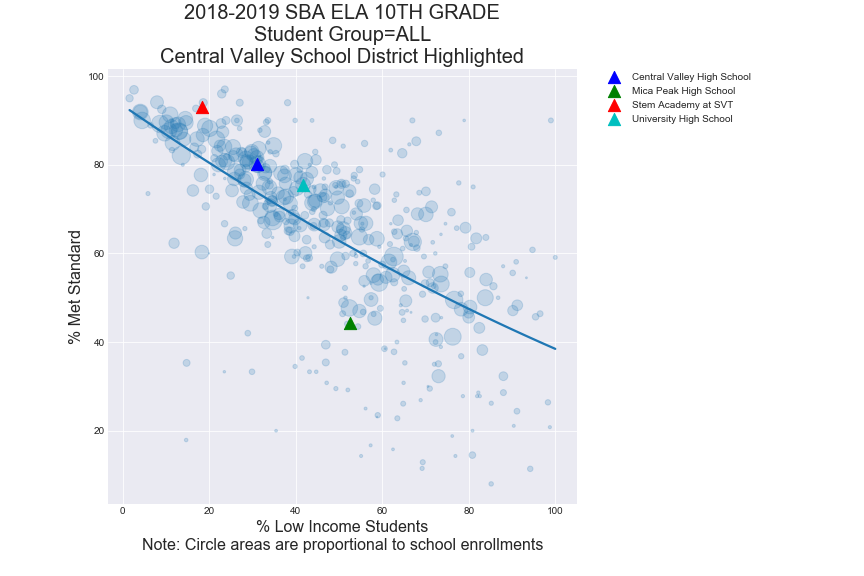 2018-2019 SBA ELA 10TH GRADE
Student Group=ALL
Central Valley School District Highlighted
Central Valley High School
Mica Peak High School
Stem Academy at SVT
University High School
% Met Standard
100
80
60
40
20
0 20 40 60 80 100
% Low Income Students
Note: Circle areas are proportional to school enrollments